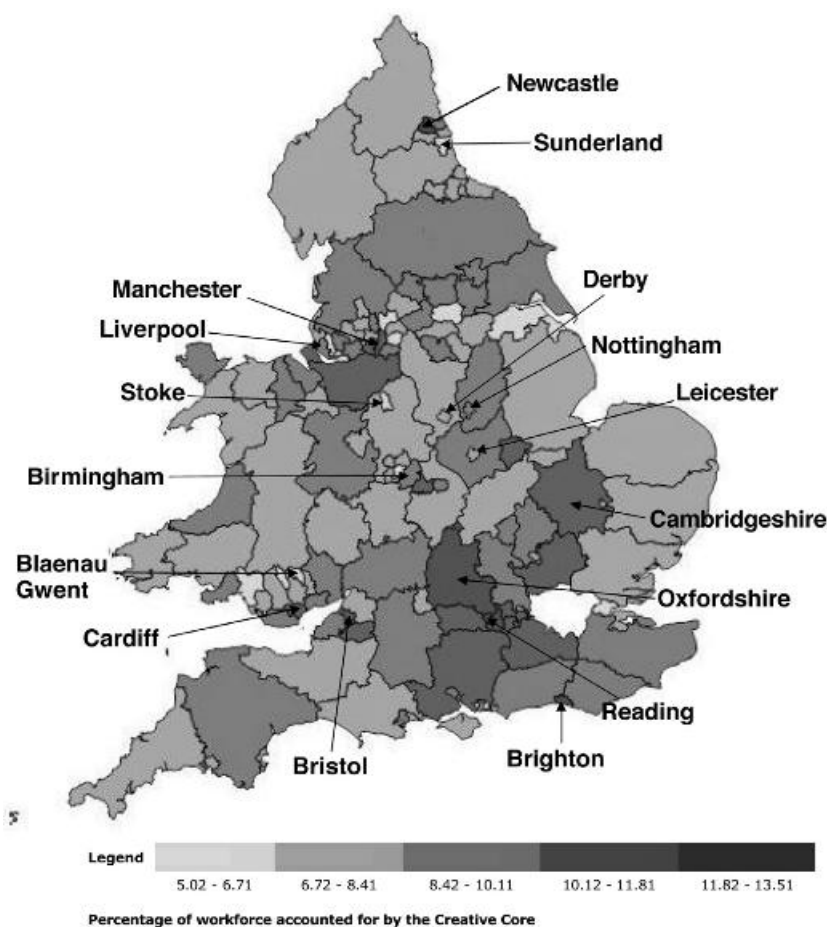 Newcastle
Sunderland
Derby
Manchester
Liverpool
Nottingham
Stoke
Leicester
Birmingham
Cambridgeshire
Blaenau
Gwent
Oxfordshire
Cardiff
Reading
Bristol
Brighton
Legend
5.02 - 6.71
6.72 - 8.41
8.42 - 10.11
10.12 - 11.81
11.82 - 13.51
Percentage of workforce accounted for by the Creative Core